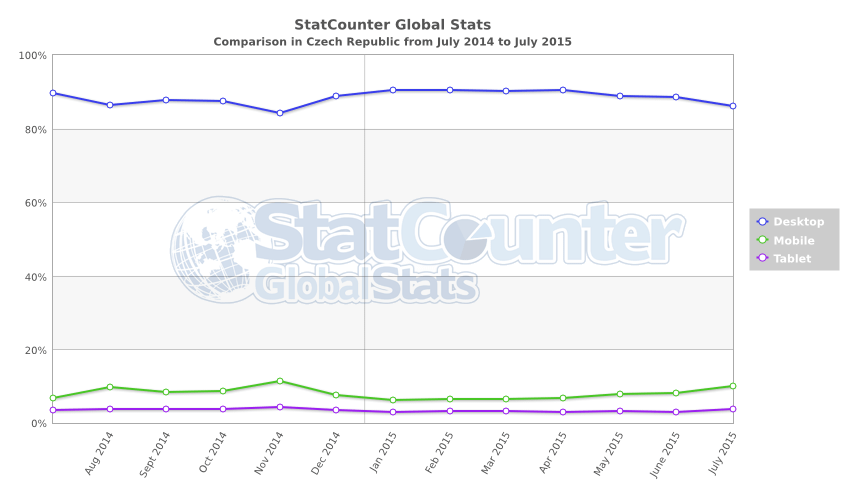 StatCounter Global Stats
Comparison in Czech Republic from July 2014 to July 2015
100%
80%
60%
40%
20%
0%
StatCounter
GlobalStats
Desktop
Mobile
Tablet
Aug 2014
Sept 2014
Oct 2014
Nov 2014
Dec 2014
Jan 2015
Feb 2015
Mar 2015
Apr 2015
May 2015
June 2015
July 2015